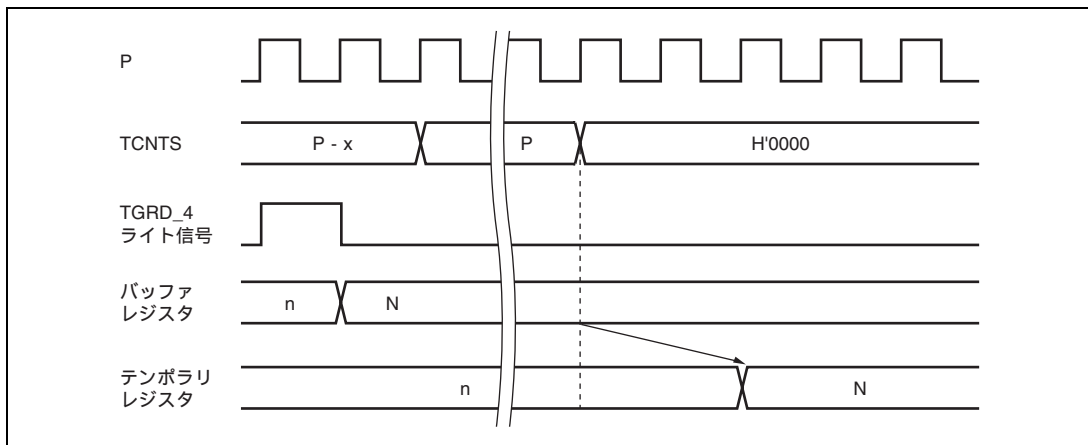 P
TCNTS
P - x
P
H'0000
TGRD_4
ライト信号
バッファ
レジスタ
n
N
テンポラリ
レジスタ
n
N